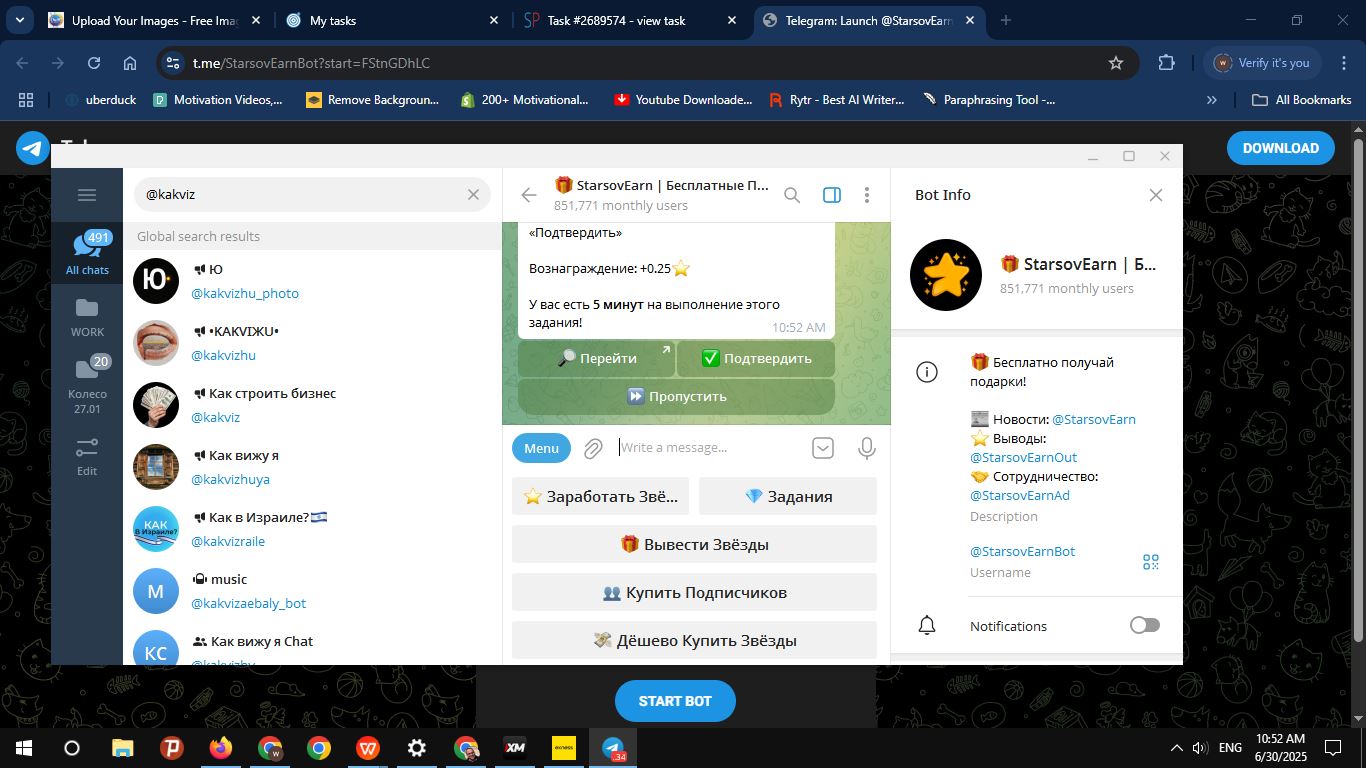 Upload Your Images - Free Imag
My tasks
SP Task #2689574 - view task
Telegram: Launch @StarsovEarn
t.me/StarsovEarnBot?start=FStnGDhLC
W Verify it's you
uberduck
Motivation Videos,...
Remove Backgroun...
200+ Motivational...
Youtube Downloade...
Rytr - Best AI Writer...
Paraphrasing Tool -...
All Bookmarks
DOWNLOAD
491
All chats
WORK
20
Колесо
27.01
Edit
@kakviz
Global search results
Ю
Ю
@kakvizhu_photo
•KAKVIЖU•
@kakvizhu
Как строить бизнес
@kakviz
Как вижу я
@kakvizhuya
КАК
В Израиле?
Как в Израиле?🇮🇱
@kakvizraile
M
music
@kakvizaebaly_bot
КС
Как вижу я Chat
@kakvizhy
🎁 StarsovEarn | Бесплатные П...
851,771 monthly users
«Подтвердить»
Вознаграждение: +0.25⭐
У вас есть 5 минут на выполнение этого
задания!
10:52 AM
🔎 Перейти
✅ Подтвердить
⏩ Пропустить
Menu
Write a message...
⭐ Заработать Звё...
💎 Задания
🎁 Вывести Звёзды
👥 Купить Подписчиков
💸 Дёшево Купить Звёзды
Bot Info
🎁 StarsovEarn | Б...
851,771 monthly users
🎁 Бесплатно получай
подарки!
📰 Новости: @StarsovEarn
⭐ Выводы:
@StarsovEarnOut
🤝 Сотрудничество:
@StarsovEarnAd
Description
@StarsovEarnBot
Username
Notifications
START BOT
XM
exness
34
ENG
10:52 AM
6/30/2025